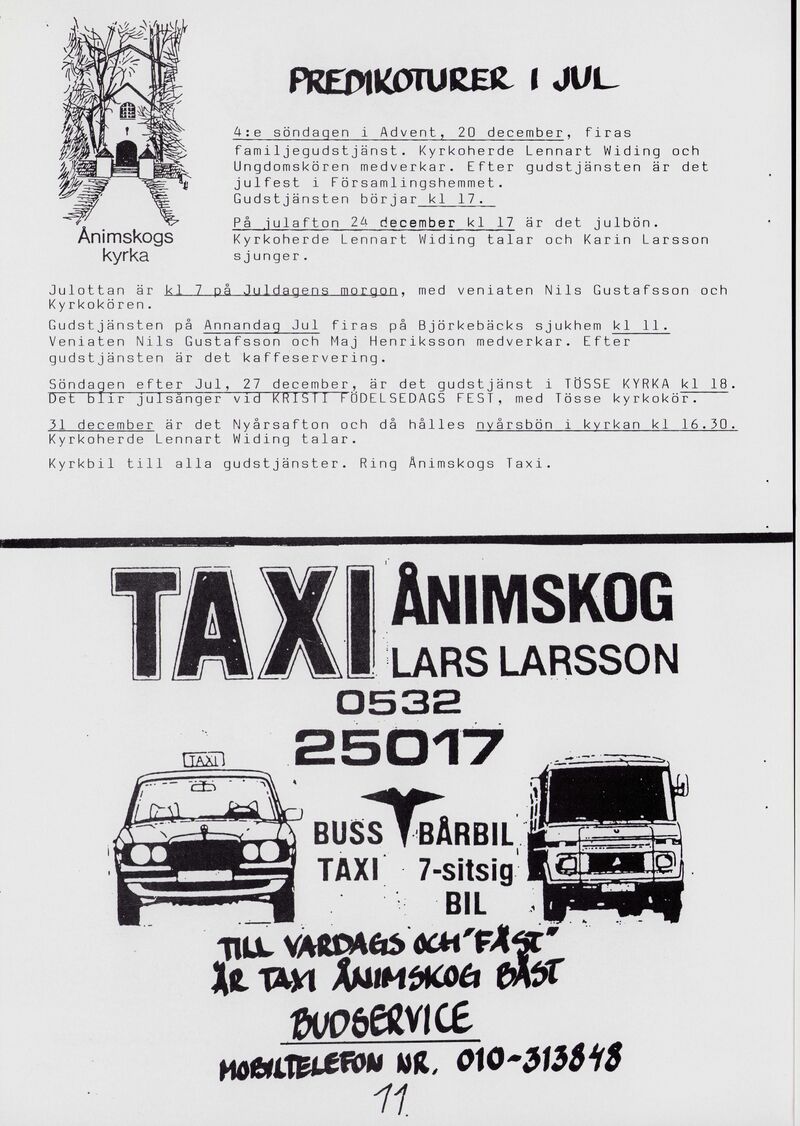 PREDIKOTURER I JUL
4:e söndagen i Advent, 20 december, firas
familjegudstjänst. Kyrkoherde Lennart Widing och
Ungdomskören medverkar. Efter gudstjänsten är det
julfest i Församlingshemmet.
Gudstjänsten börjar kl 17.
På julafton 24 december kl 17 är det julbön.
Kyrkoherde Lennart Widing talar och Karin Larsson
sjunger.
Ånimskogs
kyrka
Julottan är kl 7 på Juldagens morgon, med veniaten Nils Gustafsson och
Kyrkokören.
Gudstjänsten på Annandag Jul firas på Björkebäcks sjukhem kl 11.
Veniaten Nils Gustafsson och Maj Henriksson medverkar. Efter
gudstjänsten är det kaffeservering.
Söndagen efter Jul, 27 december, är det gudstjänst i TÖSSE KYRKA kl 18.
Det blir julsånger vid KRISTI FÖDELSEDAGS FEST, med Tösse kyrkokör.
31 december är det Nyårsafton och då hålles nyårsbön i kyrkan kl 16.30.
Kyrkoherde Lennart Widing talar.
Kyrkbil till alla gudstjänster. Ring Ånimskogs Taxi.
TAXI ÅNIMSKOG
LARS LARSSON
0532
25017
TAXI
BUSS BÅRBIL
TAXI 7-sitsig
BIL
TILL VARDAGS OCH "FÄST"
ÄR TAXI ÅNIMSKOG BÄST
BUDSERVICE
MOBILTELEFON NR. 010-313848
11.